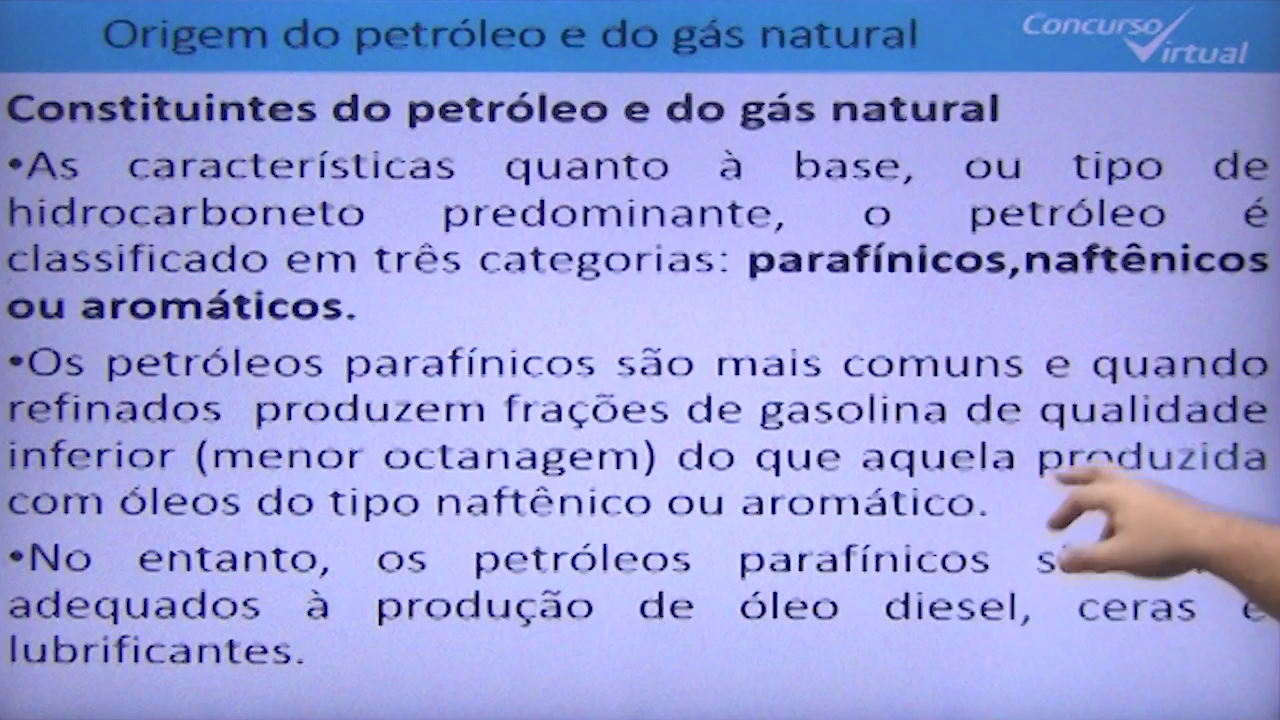 Origem do petróleo e do gás natural
Concurso
Virtual
Constituintes do petróleo e do gás natural
•As características quanto à base, ou tipo de
hidrocarboneto predominante, o petróleo é
classificado em três categorias: parafínicos,naftênicos
ou aromáticos.
•Os petróleos parafínicos são mais comuns e quando
refinados produzem frações de gasolina de qualidade
inferior (menor octanagem) do que aquela produzida
com óleos do tipo naftênico ou aromático.
•No entanto, os petróleos parafínicos
adequados à produção de óleo diesel, ceras e
lubrificantes.